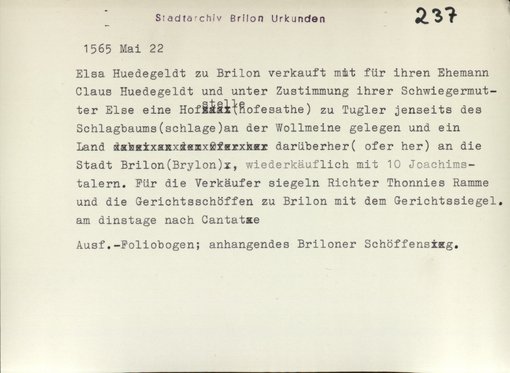 Stadtarchiv Brilon Urkunden
237
1565 Mai 22
Elsa Huedegeldt zu Brilon verkauft mit für ihren Ehemann
Claus Huedegeldt und unter Zustimmung ihrer Schwiegermut-
ter Else eine Hofstelle(hofesathe) zu Tugler jenseits des
Schlagbaums(schlage)an der Wollmeine gelegen und ein
Land darüberher( ofer her) an die
Stadt Brilon(Brylon), wiederkäuflich mit 10 Joachims-
talern. Für die Verkäufer siegeln Richter Thonnies Ramme
und die Gerichtsschöffen zu Brilon mit dem Gerichtssiegel.
am dinstage nach Cantate
Ausf.-Foliobogen; anhangendes Briloner Schöffensig.